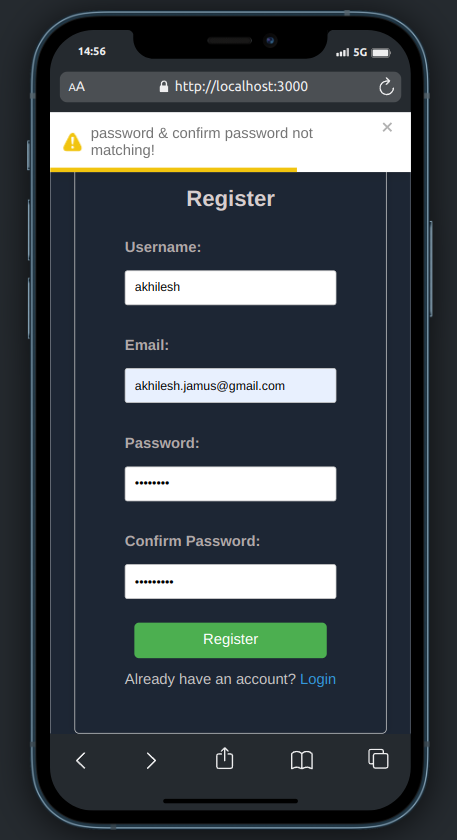 14:56
5G
AA
http://localhost:3000
password & confirm password not
matching!
×
Register
Username:
akhilesh
Email:
akhilesh.jamus@gmail.com
Password:
••••••••
Confirm Password:
•••••••••
Register
Already have an account? Login